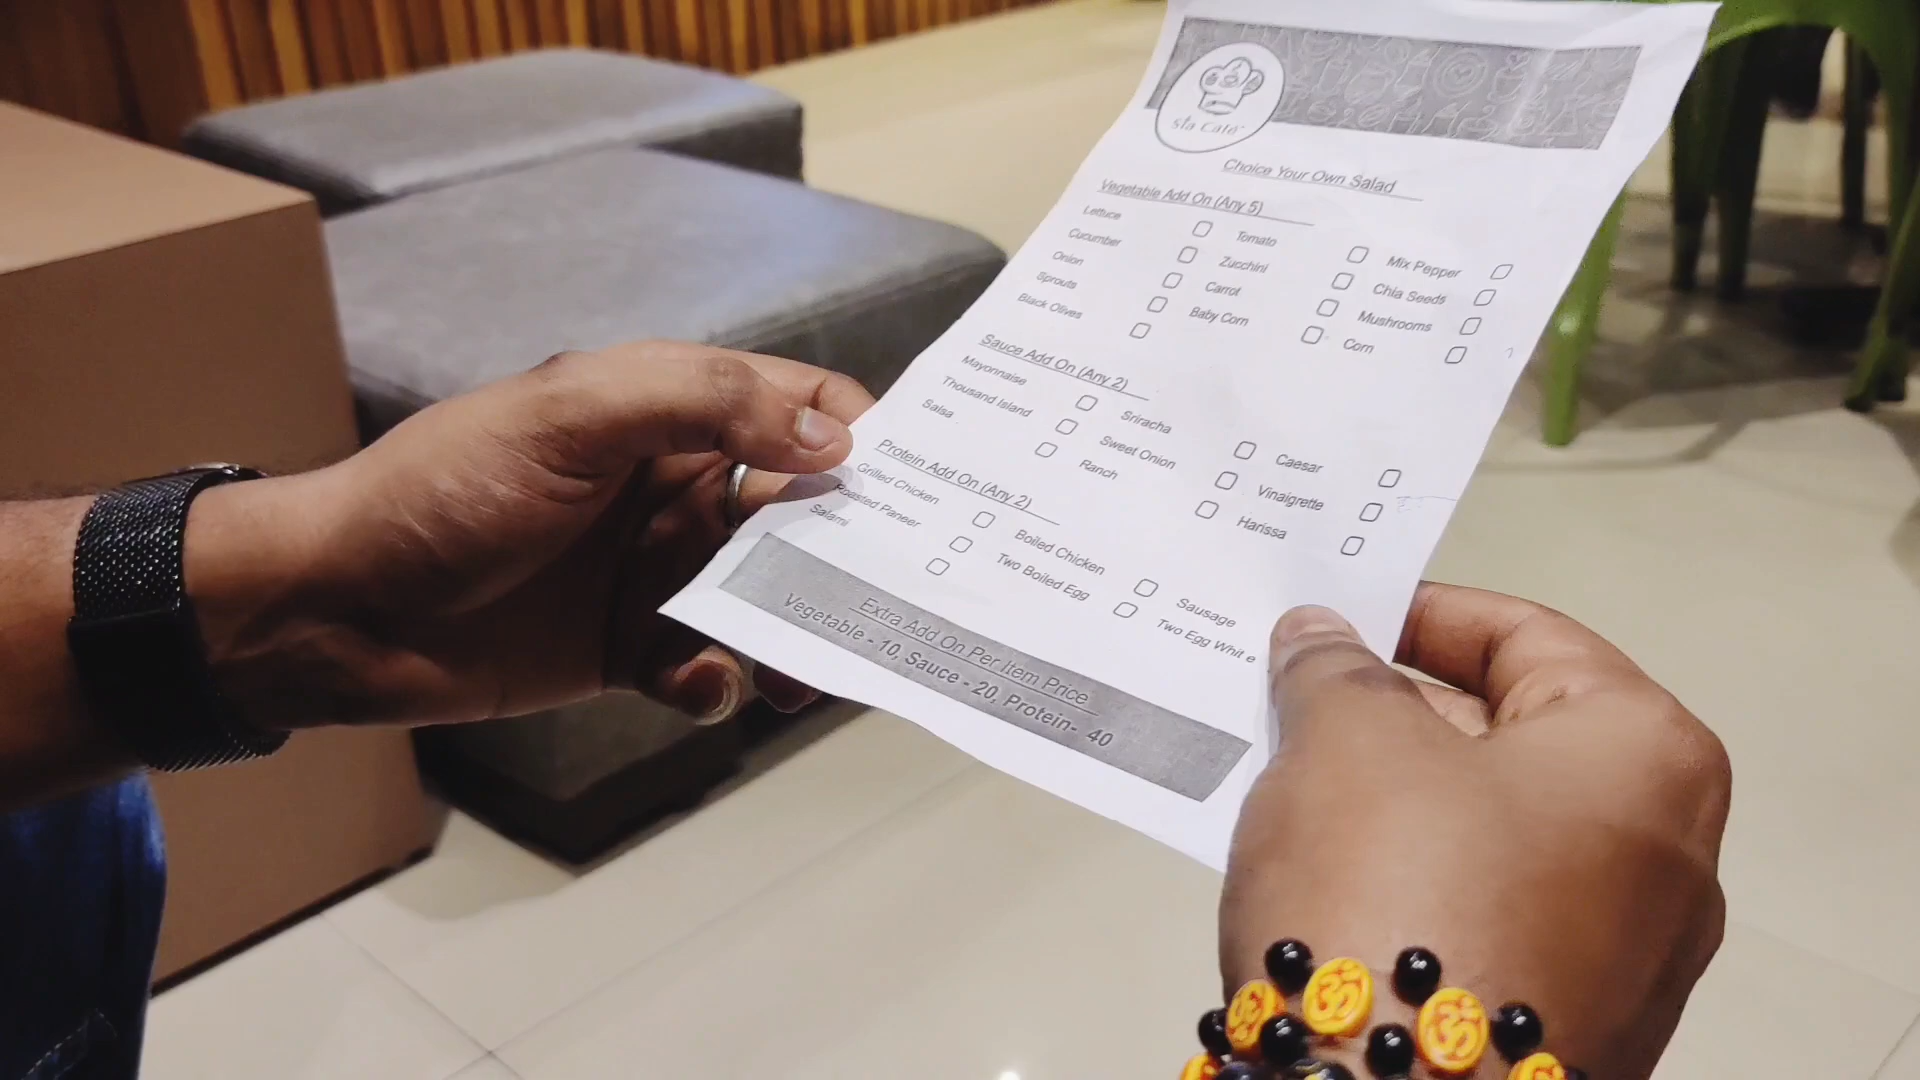 sta Café
Choice Your Own Salad
Vegetable Add On (Any 5)
Lettuce Tomato Mix Pepper
Cucumber Zucchini Chia Seeds
Onion Carrot Mushrooms
Sprouts Baby Corn Corn
Black Olives
Sauce Add On (Any 2)
Mayonnaise Sriracha Caesar
Thousand Island Sweet Onion Vinaigrette
Salsa Ranch Harissa
Protein Add On (Any 2)
Grilled Chicken Boiled Chicken Sausage
Roasted Paneer Two Boiled Egg Two Egg Whit e
Salami
Extra Add On Per Item Price
Vegetable - 10, Sauce - 20, Protein- 40
ॐ ॐ ॐ